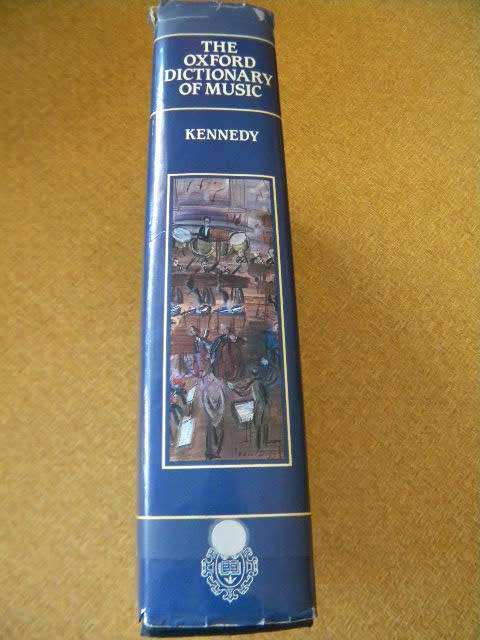 THE
OXFORD
DICTIONARY
OF MUSIC
KENNEDY